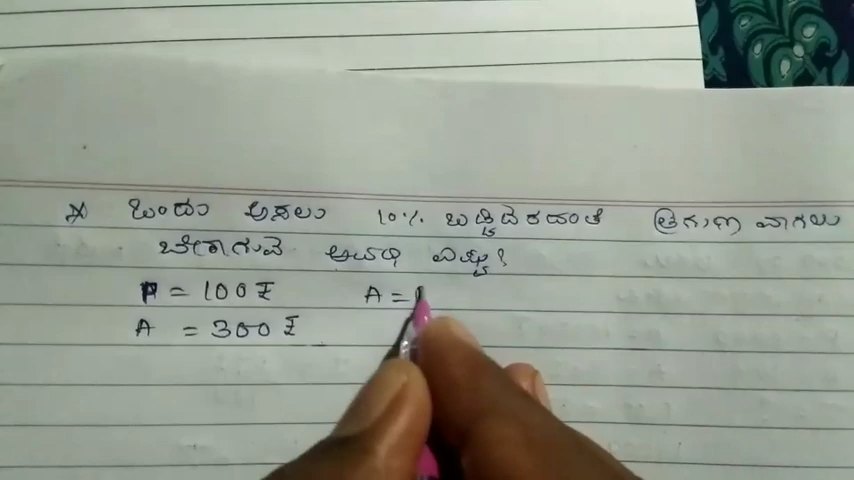 * ಒಂದು ಅಸಲು 10% ಬಡ್ಡಿದರದಂತೆ ತ್ರಿಗುಣ ವಾಗಲು
ಬೇಕಾಗುವ ಅವಧಿ ಎಷ್ಟು?
P = 100₹ A =
A = 300₹